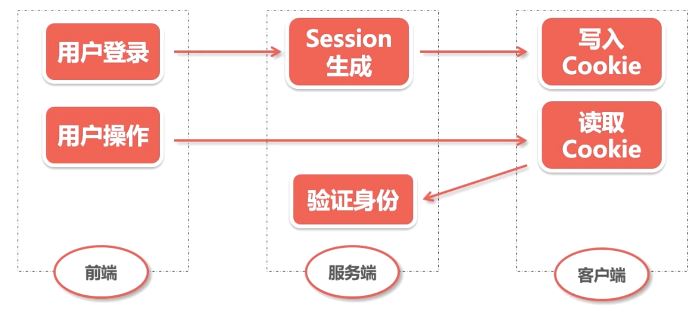 用户登录
Session
生成
写入
Cookie
用户操作
读取
Cookie
验证身份
前端
服务端
客户端